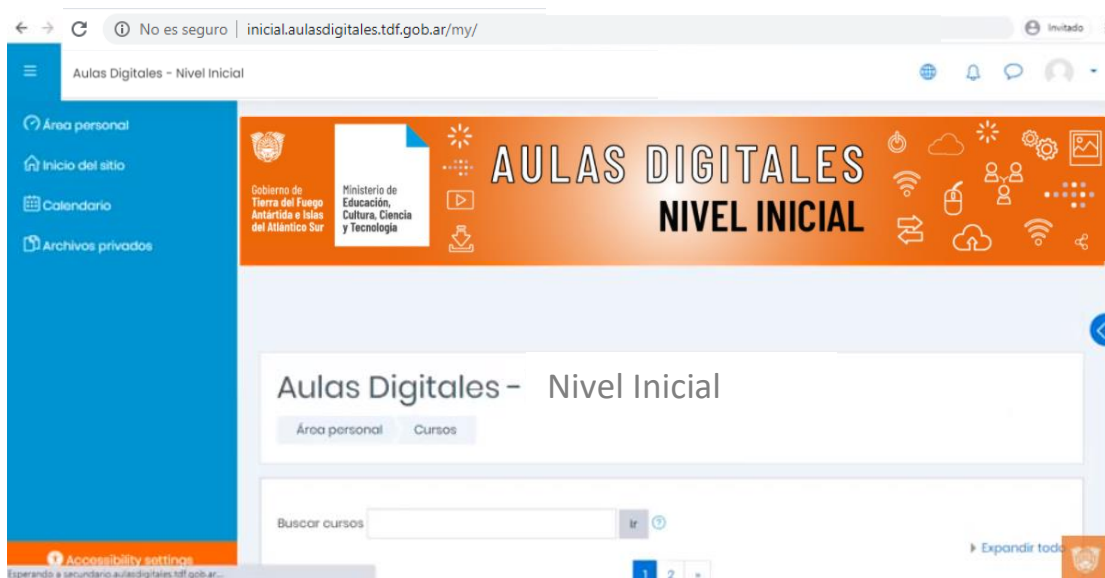 No es seguro | inicial.aulasdigitales.tdf.gob.ar/my/
Invitado
Aulas Digitales - Nivel Inicial
Área personal
Inicio del sitio
Calendario
Archivos privados
Gobierno de
Tierra del Fuego
Antártida e Islas
del Atlántico Sur
Ministerio de
Educación,
Cultura, Ciencia
y Tecnología
AULAS DIGITALES
NIVEL INICIAL
Aulas Digitales - Nivel Inicial
Área personal Cursos
Buscar cursos Ir
Expandir todo
Accessibility settings
1 2 »
Esperando a secundario.aulasdigitales.tdf.gob.ar...